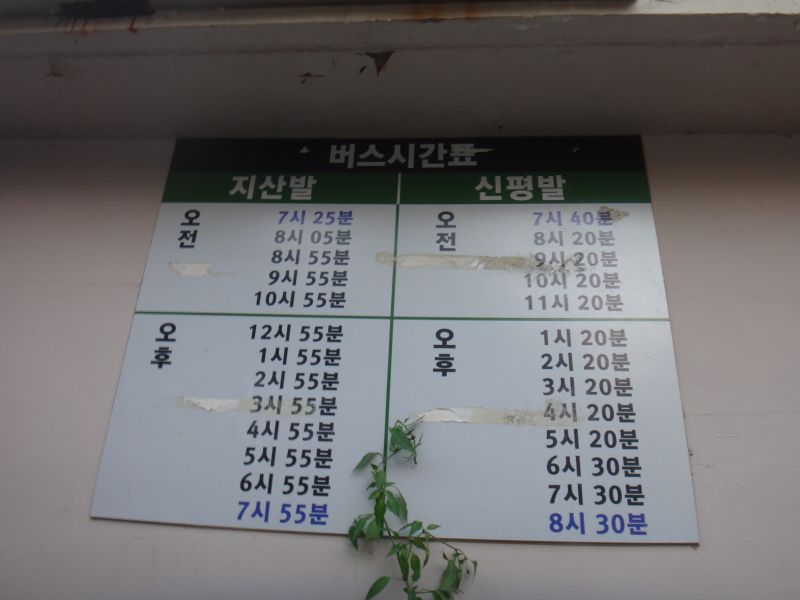 버스시간표
지산발 신평발
오전 7시 25분
8시 05분
8시 55분
9시 55분
10시 55분
오전 7시 40분
8시 20분
9시 20분
10시 20분
11시 20분
오후 12시 55분
1시 55분
2시 55분
3시 55분
4시 55분
5시 55분
6시 55분
7시 55분
오후 1시 20분
2시 20분
3시 20분
4시 20분
5시 20분
6시 30분
7시 30분
8시 30분